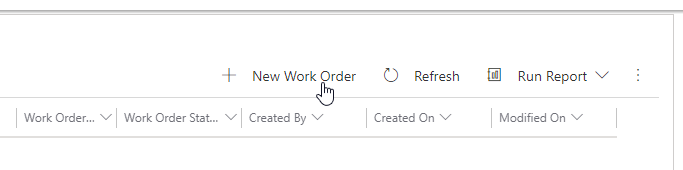 New Work Order Refresh Run Report
Work Order... Work Order Stat... Created By Created On Modified On